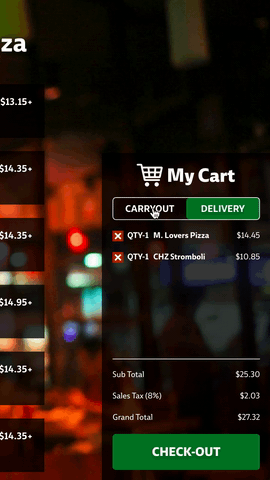 za
$13.15+
$14.35+
$14.35+
$14.95+
$14.35+
$14.35+
My Cart
CARRYOUT DELIVERY
QTY-1 M. Lovers Pizza $14.45
QTY-1 CHZ Stromboli $10.85
Sub Total $25.30
Sales Tax (8%) $2.03
Grand Total $27.32
CHECK-OUT